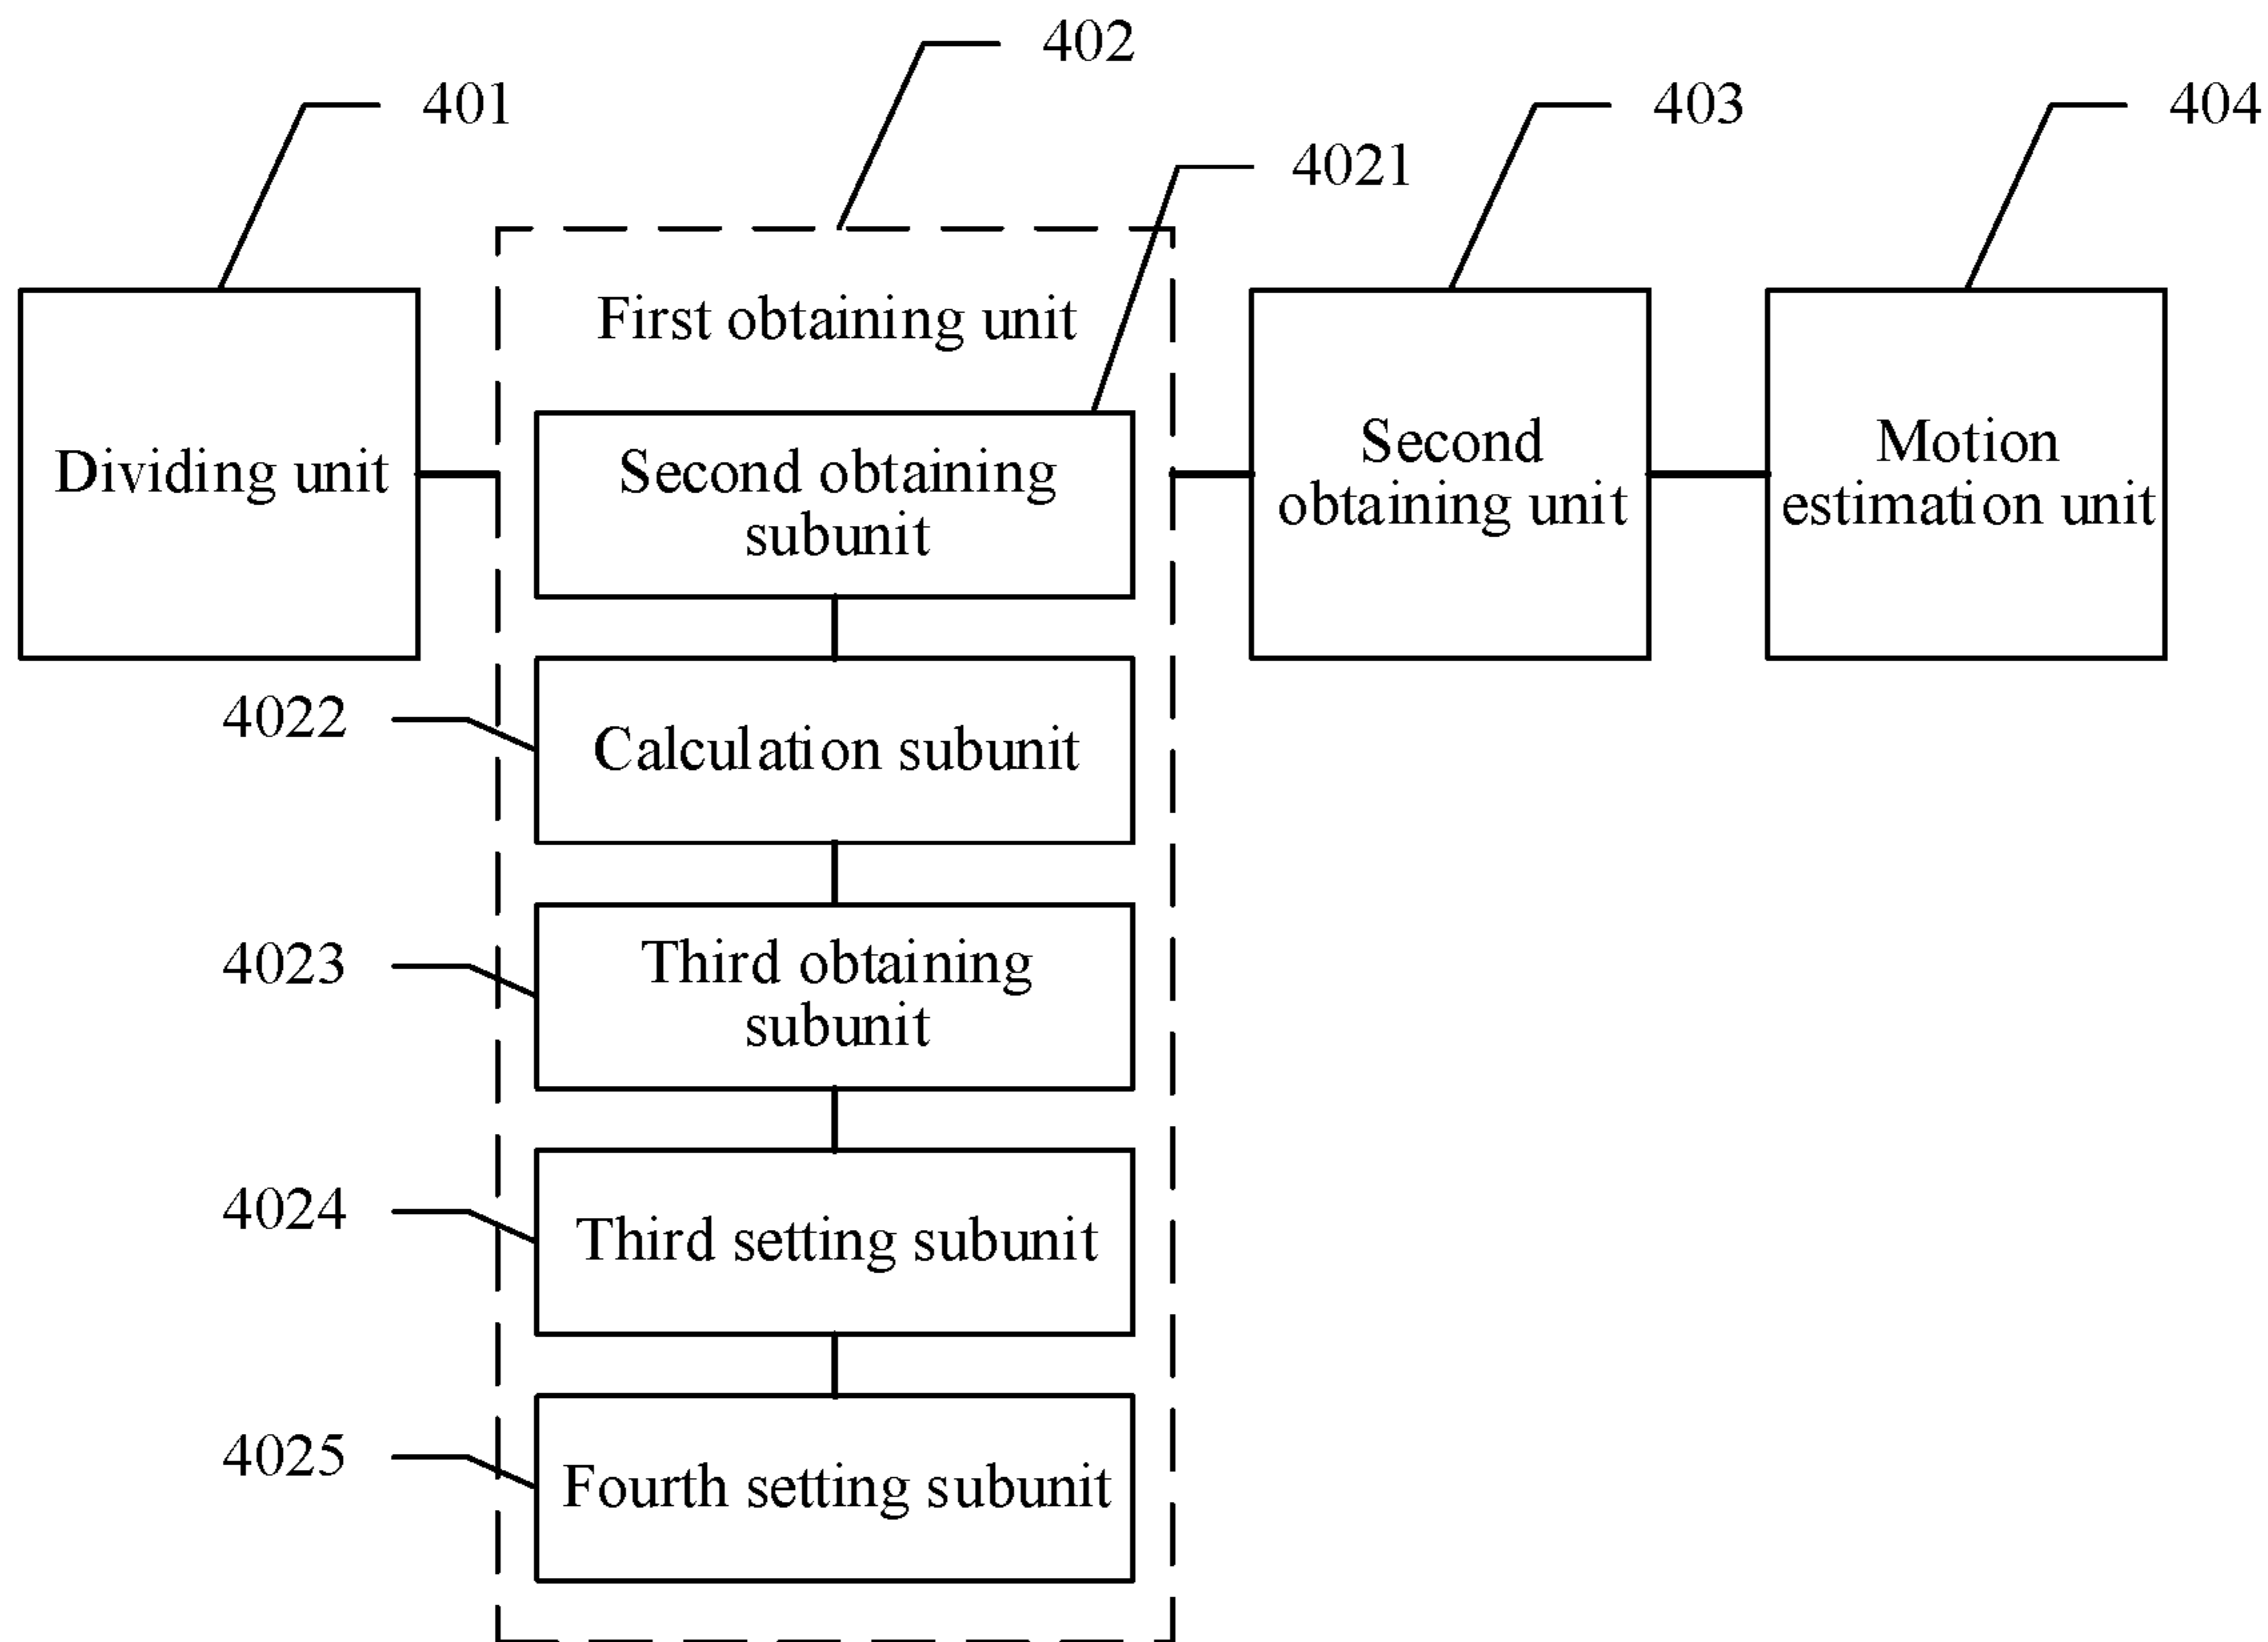 402
401
403
404
4021
First obtaining unit
Dividing unit
Second obtaining
subunit
Second
obtaining unit
Motion
estimation unit
4022
Calculation subunit
4023
Third obtaining
subunit
4024
Third setting subunit
4025
Fourth setting subunit